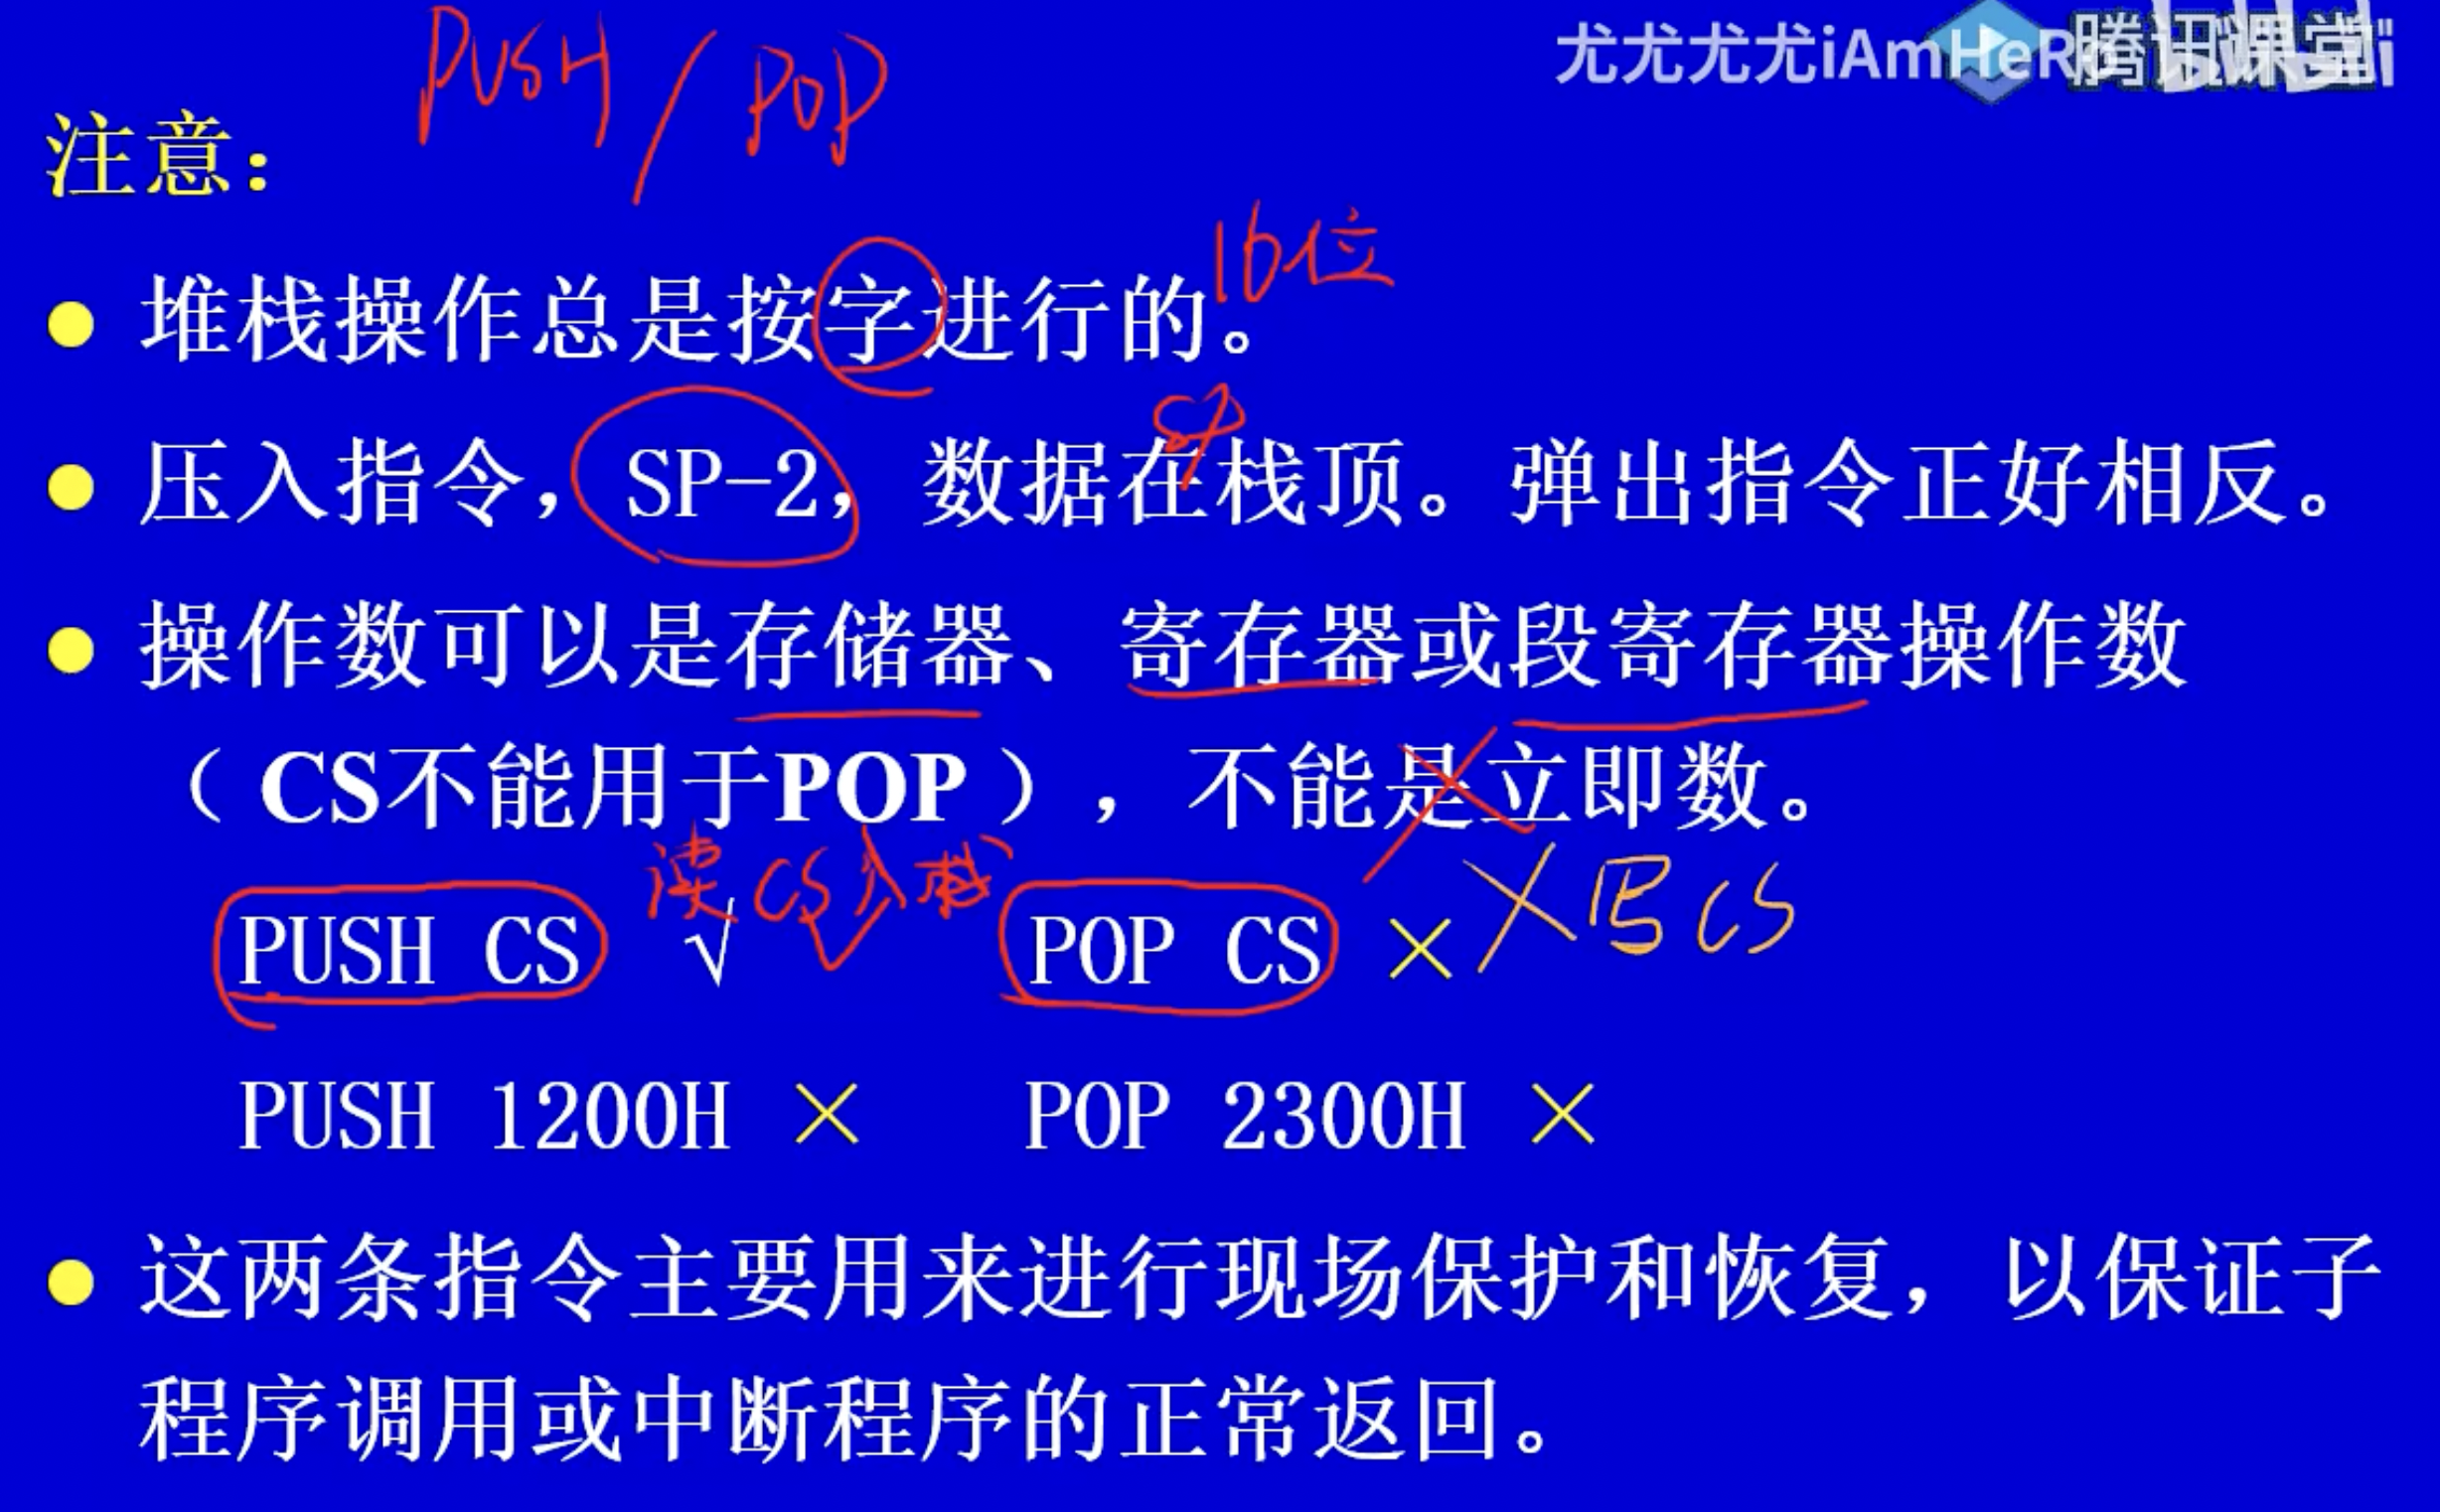 PUSH / POP
尤尤尤尤iAmHeR
腾讯课堂
注意：
16位
堆栈操作总是按字进行的。
SP
压入指令，SP-2，数据在栈顶。弹出指令正好相反。
操作数可以是存储器、寄存器或段寄存器操作数
（CS不能用于POP），不能是立即数。
读CS入栈
PUSH CS √ POP CS × CS
PUSH 1200H × POP 2300H ×
这两条指令主要用来进行现场保护和恢复，以保证子
程序调用或中断程序的正常返回。